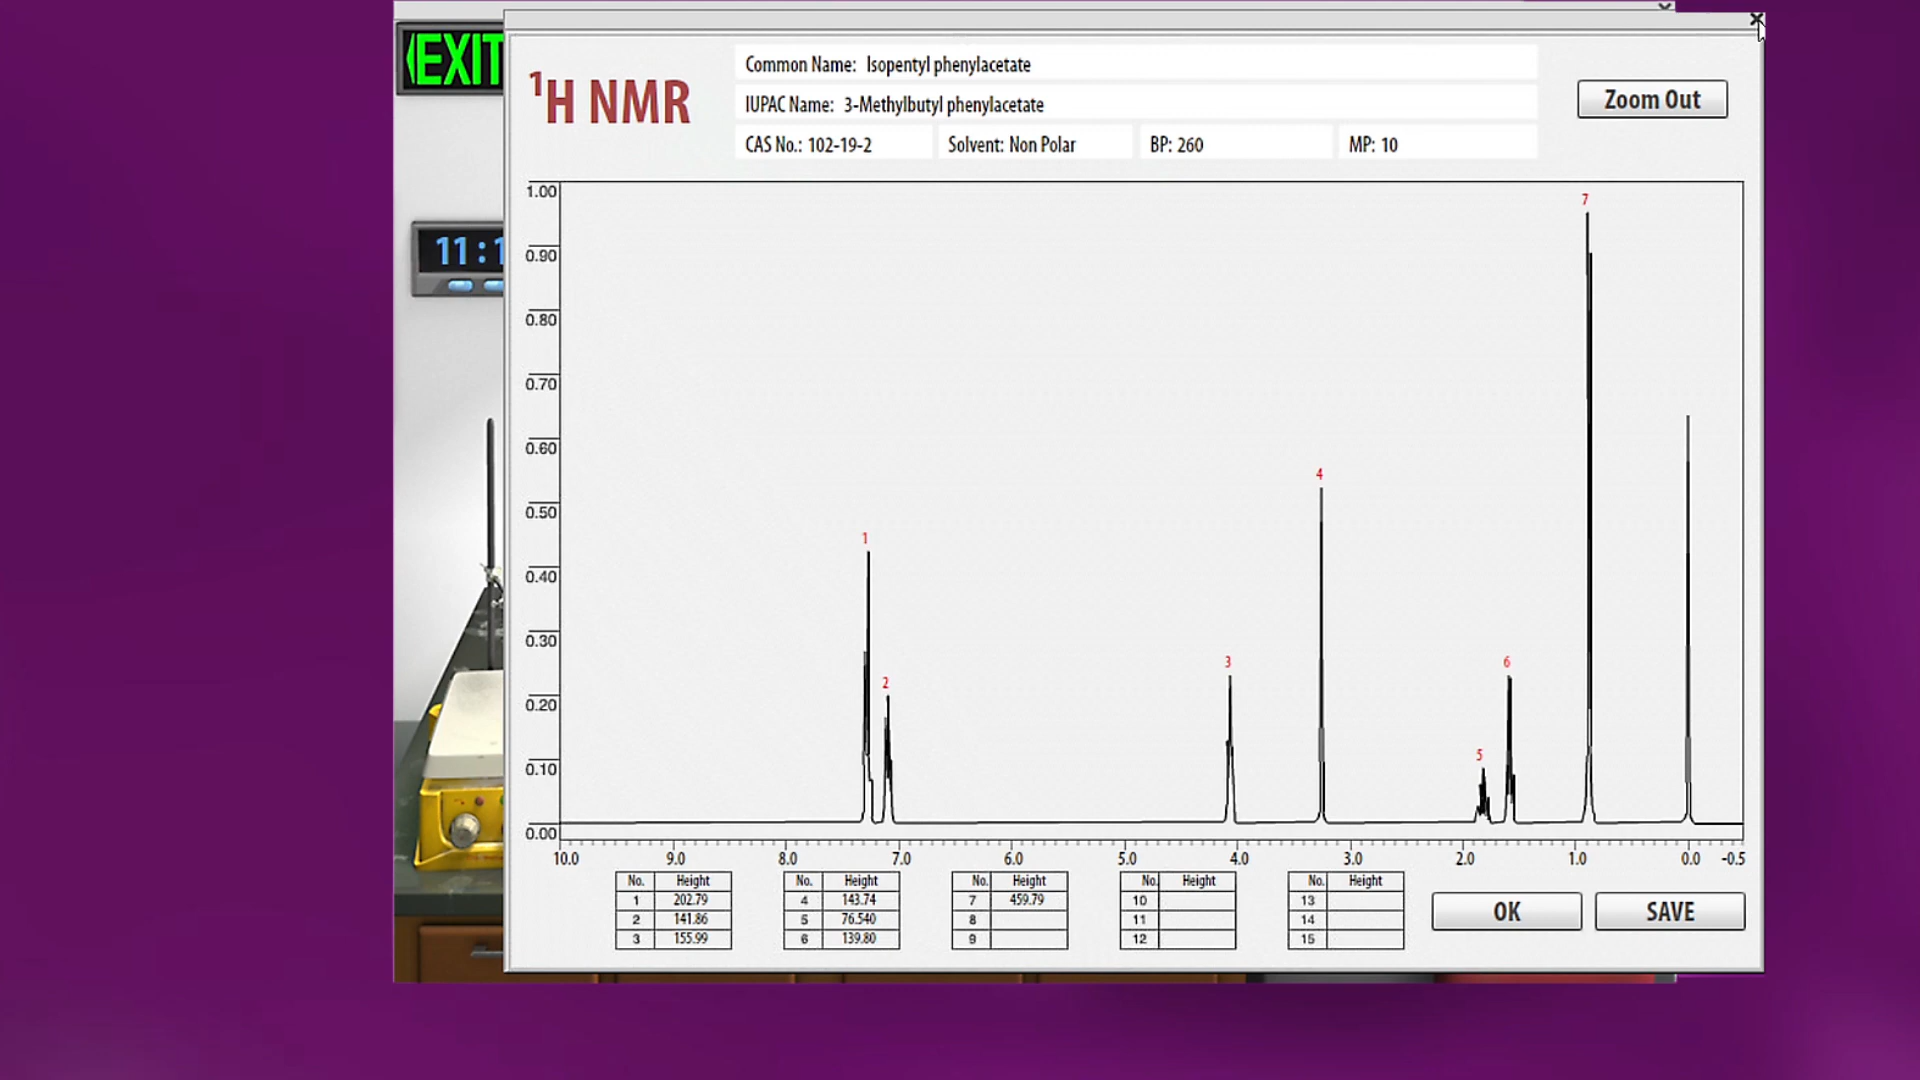 EXIT
11:1
¹H NMR
Common Name: Isopentyl phenylacetate
IUPAC Name: 3-Methylbutyl phenylacetate
CAS No.: 102-19-2
Solvent: Non Polar
BP: 260
MP: 10
Zoom Out
1.00
0.90
0.80
0.70
0.60
0.50
0.40
0.30
0.20
0.10
0.00
1
2
3
4
5
6
7
10.0 9.0 8.0 7.0 6.0 5.0 4.0 3.0 2.0 1.0 0.0 -0.5
No. Height
1 202.79
2 141.86
3 155.99
No. Height
4 143.74
5 76.540
6 139.80
No. Height
7 459.79
8
9
No. Height
10
11
12
No. Height
13
14
15
OK
SAVE